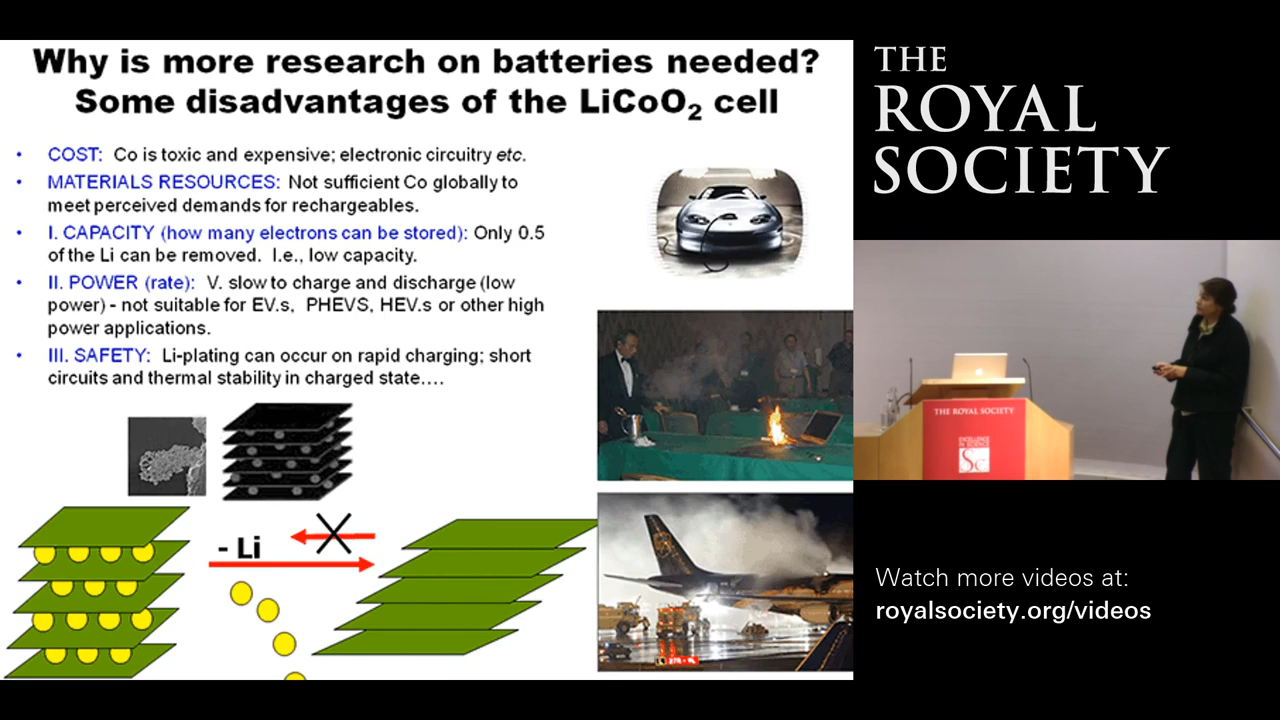 Why is more research on batteries needed?
Some disadvantages of the LiCoO₂ cell
• COST: Co is toxic and expensive; electronic circuitry etc.
• MATERIALS RESOURCES: Not sufficient Co globally to
meet perceived demands for rechargeables.
• I. CAPACITY (how many electrons can be stored): Only 0.5
of the Li can be removed. I.e., low capacity.
• II. POWER (rate): V. slow to charge and discharge (low
power) - not suitable for EV.s, PHEVS, HEV.s or other high
power applications.
• III. SAFETY: Li-plating can occur on rapid charging; short
circuits and thermal stability in charged state....
- Li
THE
ROYAL
SOCIETY
THE ROYAL SOCIETY
EXCELLENCE
IN SCIENCE
Sc
Watch more videos at:
royalsociety.org/videos